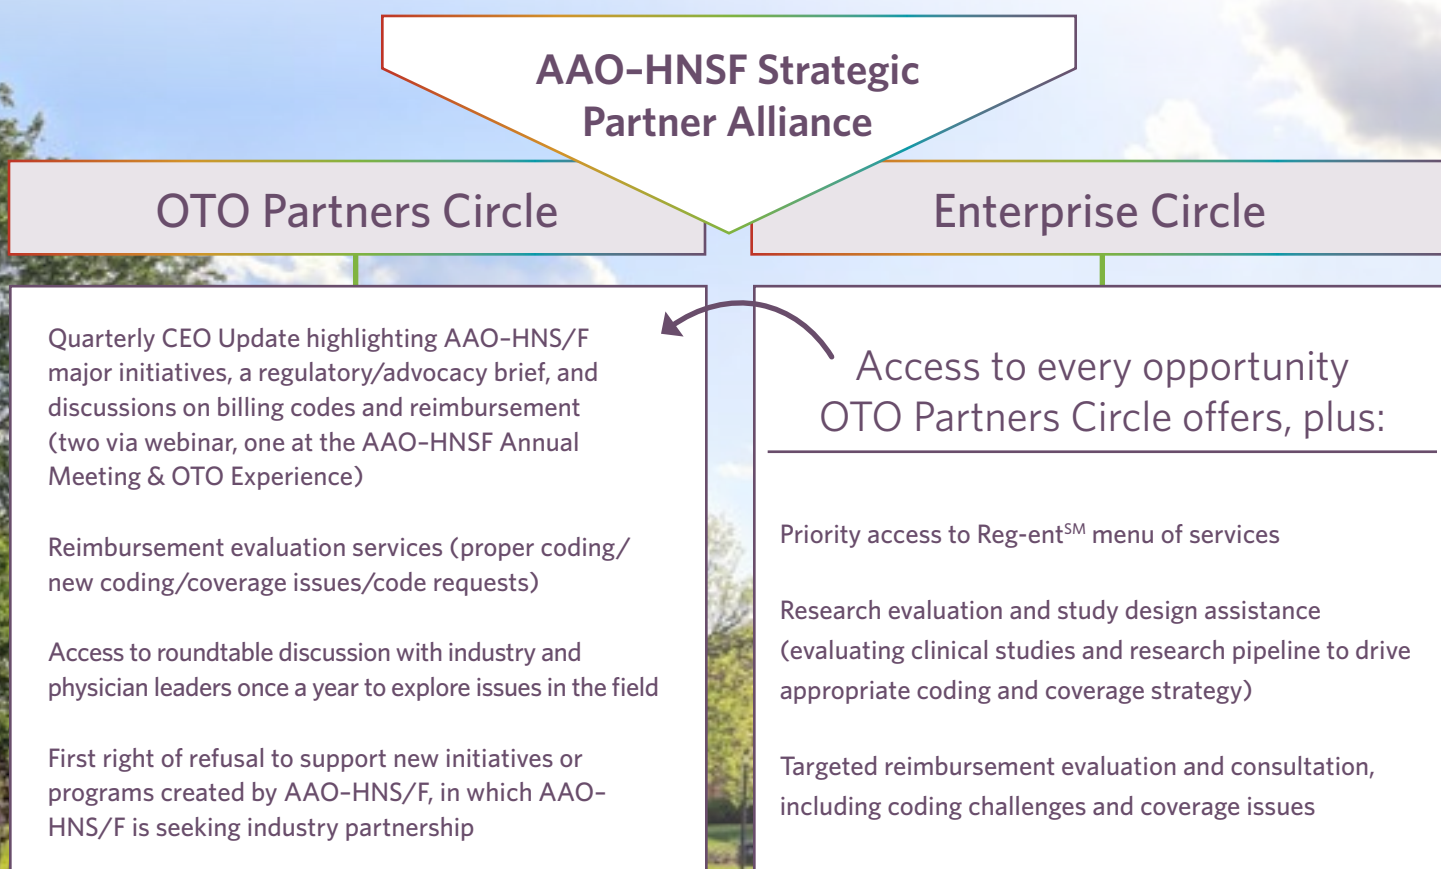 AAO–HNSF Strategic
Partner Alliance
OTO Partners Circle
Quarterly CEO Update highlighting AAO–HNS/F
major initiatives, a regulatory/advocacy brief, and
discussions on billing codes and reimbursement
(two via webinar, one at the AAO–HNSF Annual
Meeting & OTO Experience)
Reimbursement evaluation services (proper coding/
new coding/coverage issues/code requests)
Access to roundtable discussion with industry and
physician leaders once a year to explore issues in the field
First right of refusal to support new initiatives or
programs created by AAO–HNS/F, in which AAO–
HNS/F is seeking industry partnership
Enterprise Circle
Access to every opportunity
OTO Partners Circle offers, plus:
Priority access to Reg-ent℠ menu of services
Research evaluation and study design assistance
(evaluating clinical studies and research pipeline to drive
appropriate coding and coverage strategy)
Targeted reimbursement evaluation and consultation,
including coding challenges and coverage issues